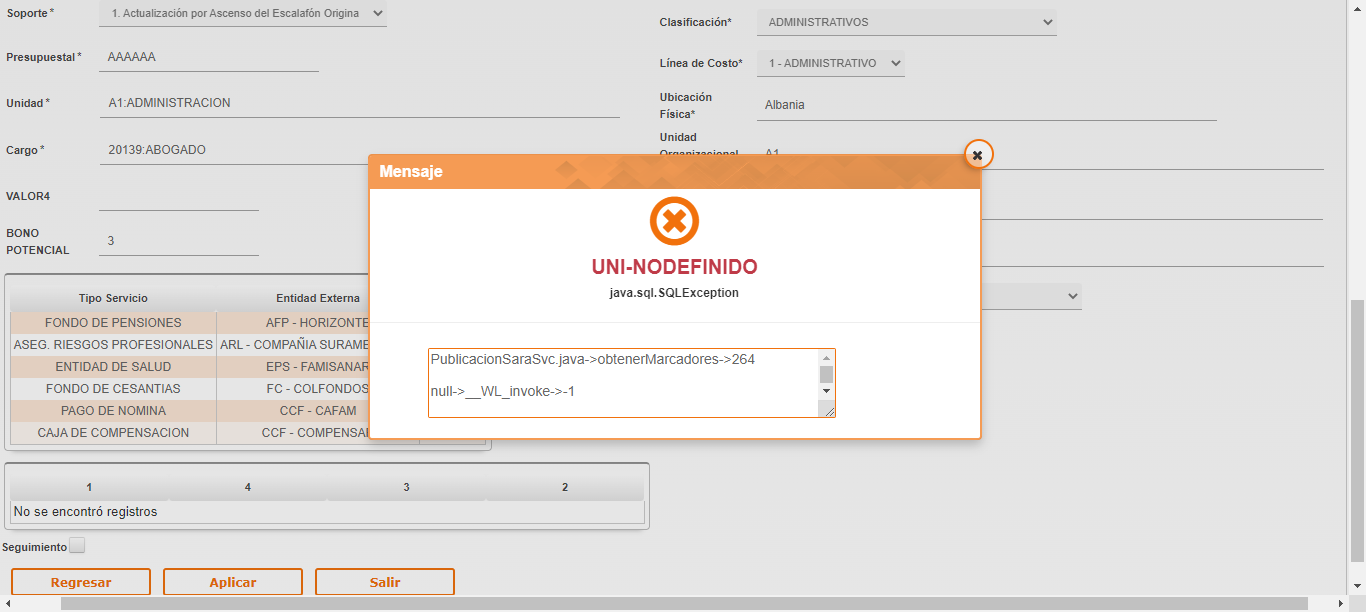 Soporte*
1. Actualización por Ascenso del Escalafón Origina
Presupuestal*
AAAAAA
Unidad*
A1:ADMINISTRACION
Cargo*
20139:ABOGADO
VALOR4
BONO
POTENCIAL
3
Clasificación*
ADMINISTRATIVOS
Línea de Costo*
1 - ADMINISTRATIVO
Ubicación
Física*
Albania
Unidad
Organizacional
A1
Mensaje
UNI-NODEFINIDO
java.sql.SQLException
PublicacionSaraSvc.java->obtenerMarcadores->264
null->__WL_invoke->-1
Tipo Servicio Entidad Externa
FONDO DE PENSIONES AFP - HORIZONTE
ASEG. RIESGOS PROFESIONALES ARL - COMPAÑIA SURAME
ENTIDAD DE SALUD EPS - FAMISANAR
FONDO DE CESANTIAS FC - COLFONDOS
PAGO DE NOMINA CCF - CAFAM
CAJA DE COMPENSACION CCF - COMPENSA
1 4 3 2
No se encontró registros
Seguimiento
Regresar Aplicar Salir